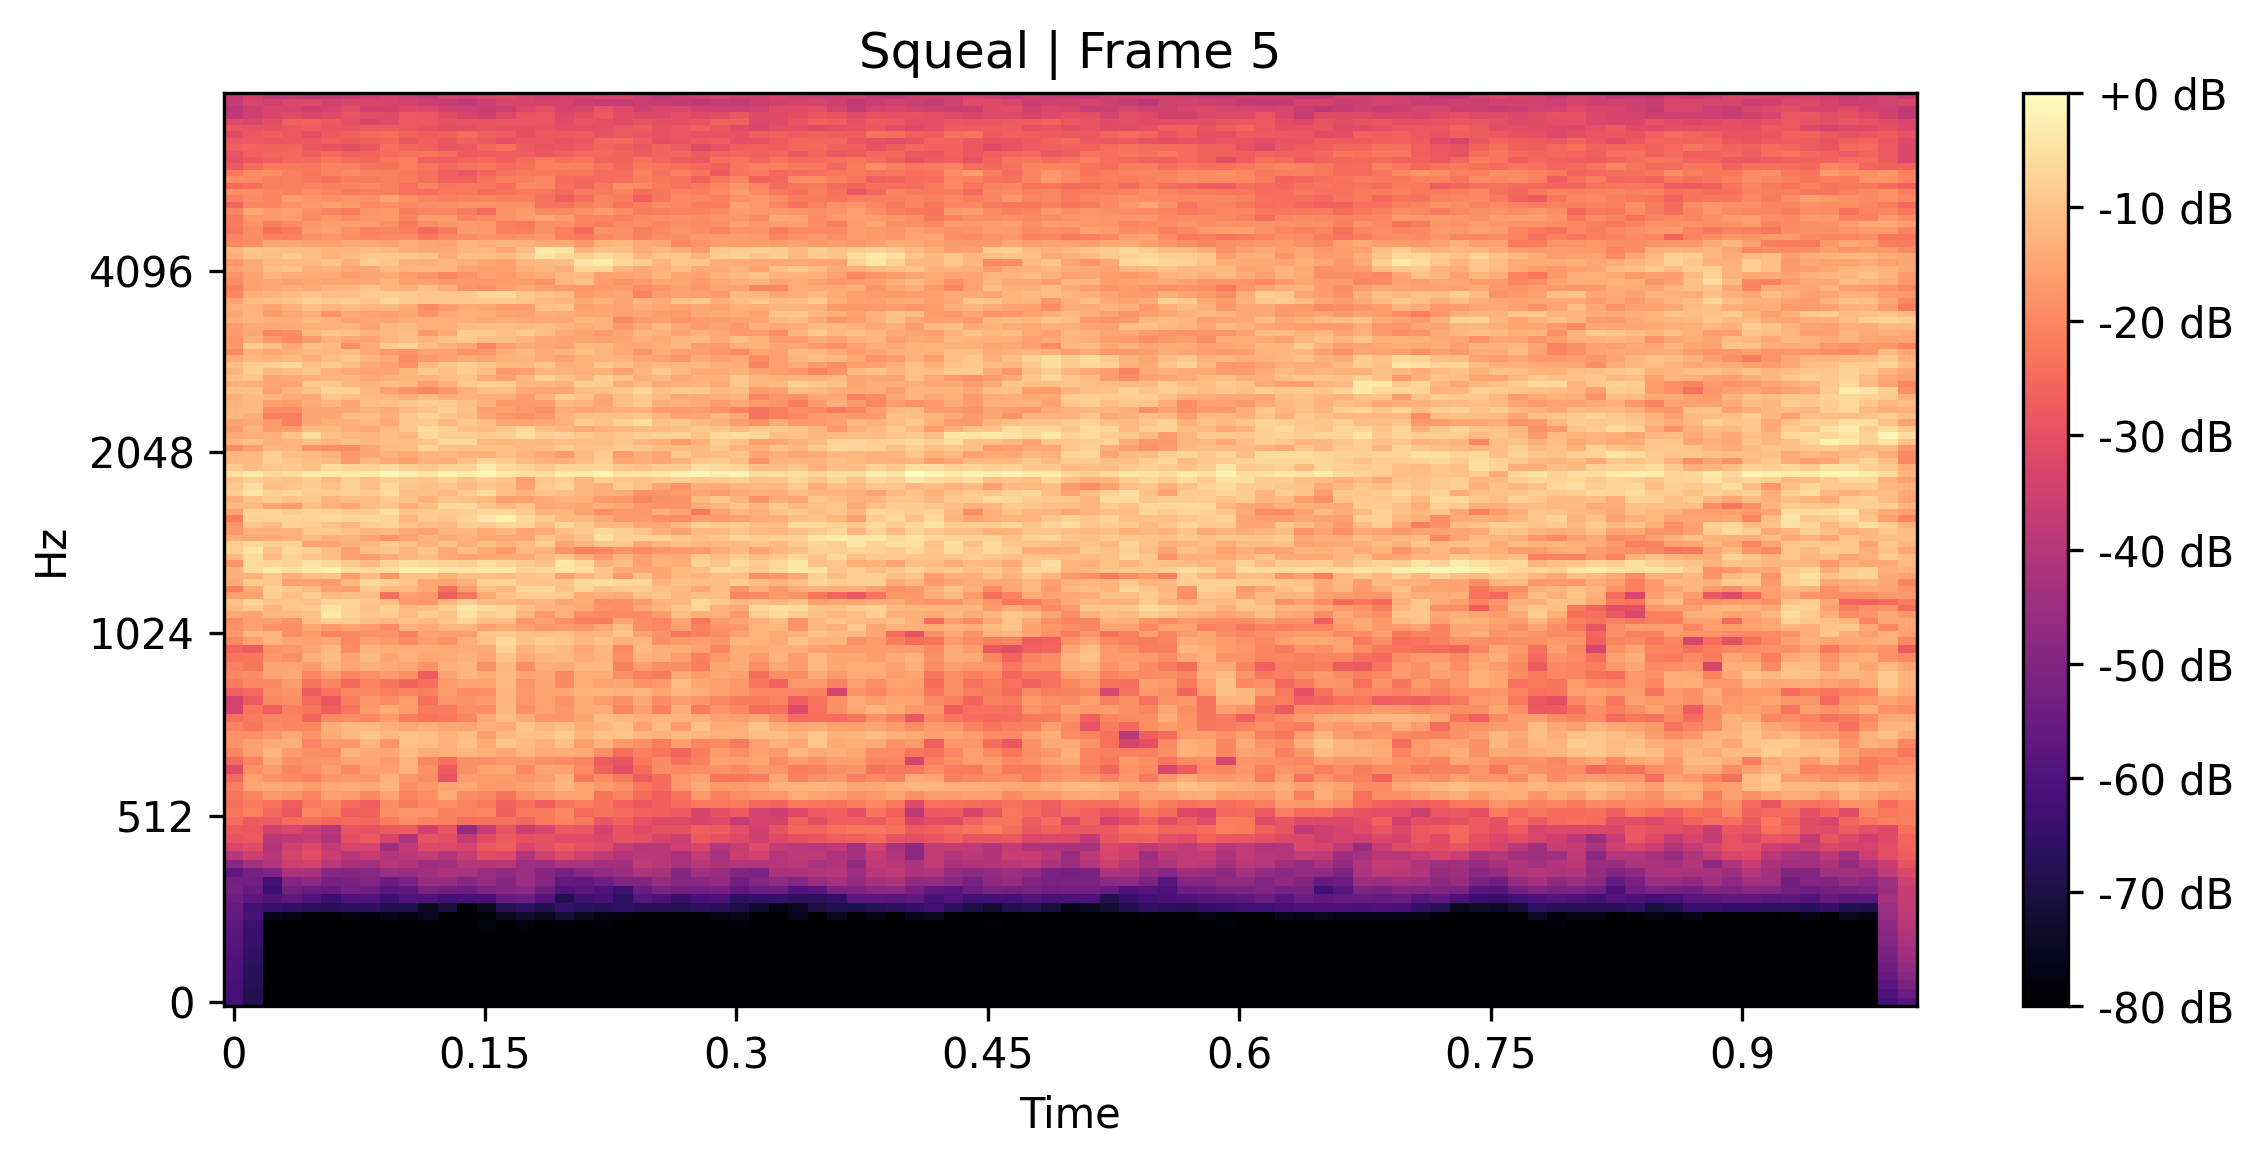 Squeal | Frame 5
+0 dB
-10 dB
-20 dB
-30 dB
-40 dB
-50 dB
-60 dB
-70 dB
-80 dB
Hz
4096
2048
1024
512
0
0 0.15 0.3 0.45 0.6 0.75 0.9
Time